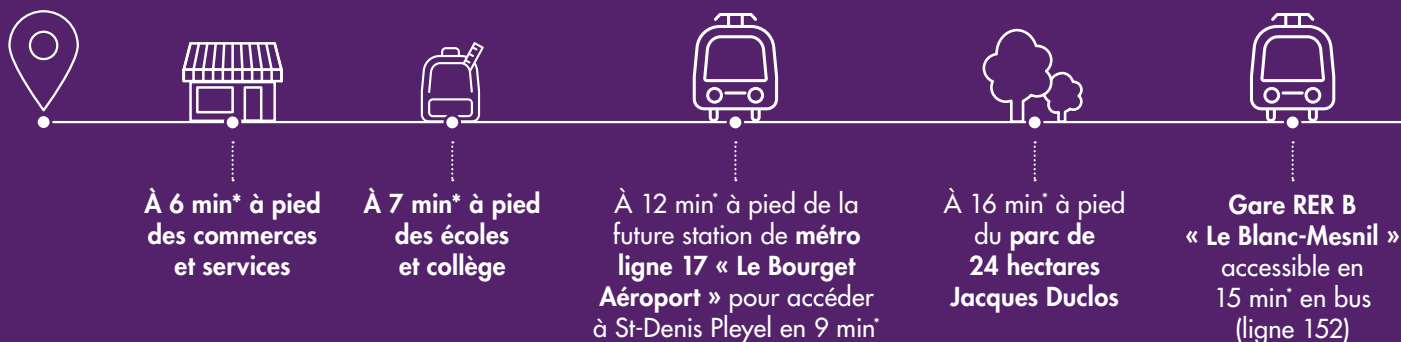 À 6 min* à pied
des commerces
et services
À 7 min* à pied
des écoles
et collège
À 12 min* à pied de la
future station de métro
ligne 17 « Le Bourget
Aéroport » pour accéder
à St-Denis Pleyel en 9 min*
À 16 min* à pied
du parc de
24 hectares
Jacques Duclos
Gare RER B
« Le Blanc-Mesnil »
accessible en
15 min* en bus
(ligne 152)